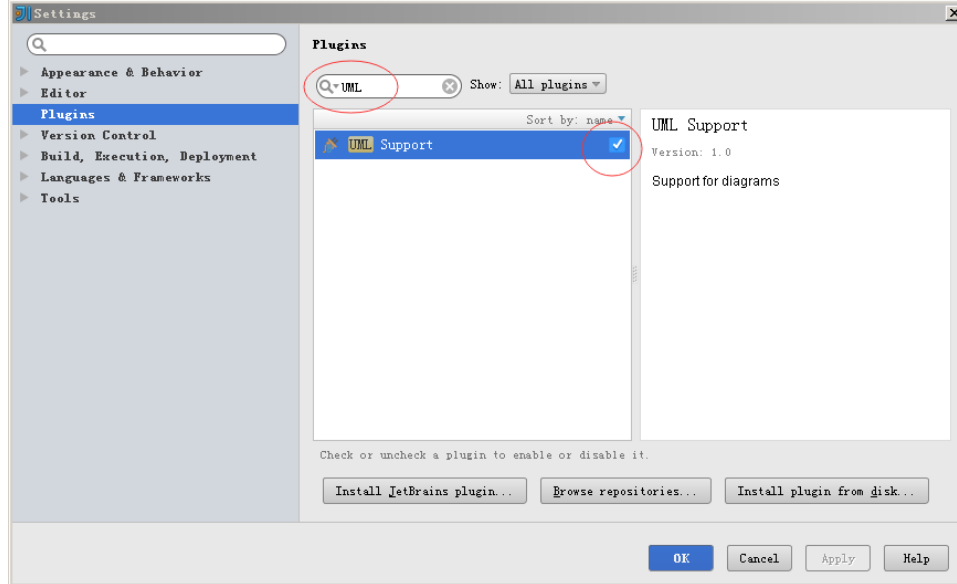 Settings
Appearance & Behavior
Editor
Plugins
Version Control
Build, Execution, Deployment
Languages & Frameworks
Tools
Plugins
UML
Show: All plugins
Sort by: name
UML Support
UML Support
Version: 1.0
Support for diagrams
Check or uncheck a plugin to enable or disable it.
Install JetBrains plugin...
Browse repositories...
Install plugin from disk...
OK
Cancel
Apply
Help